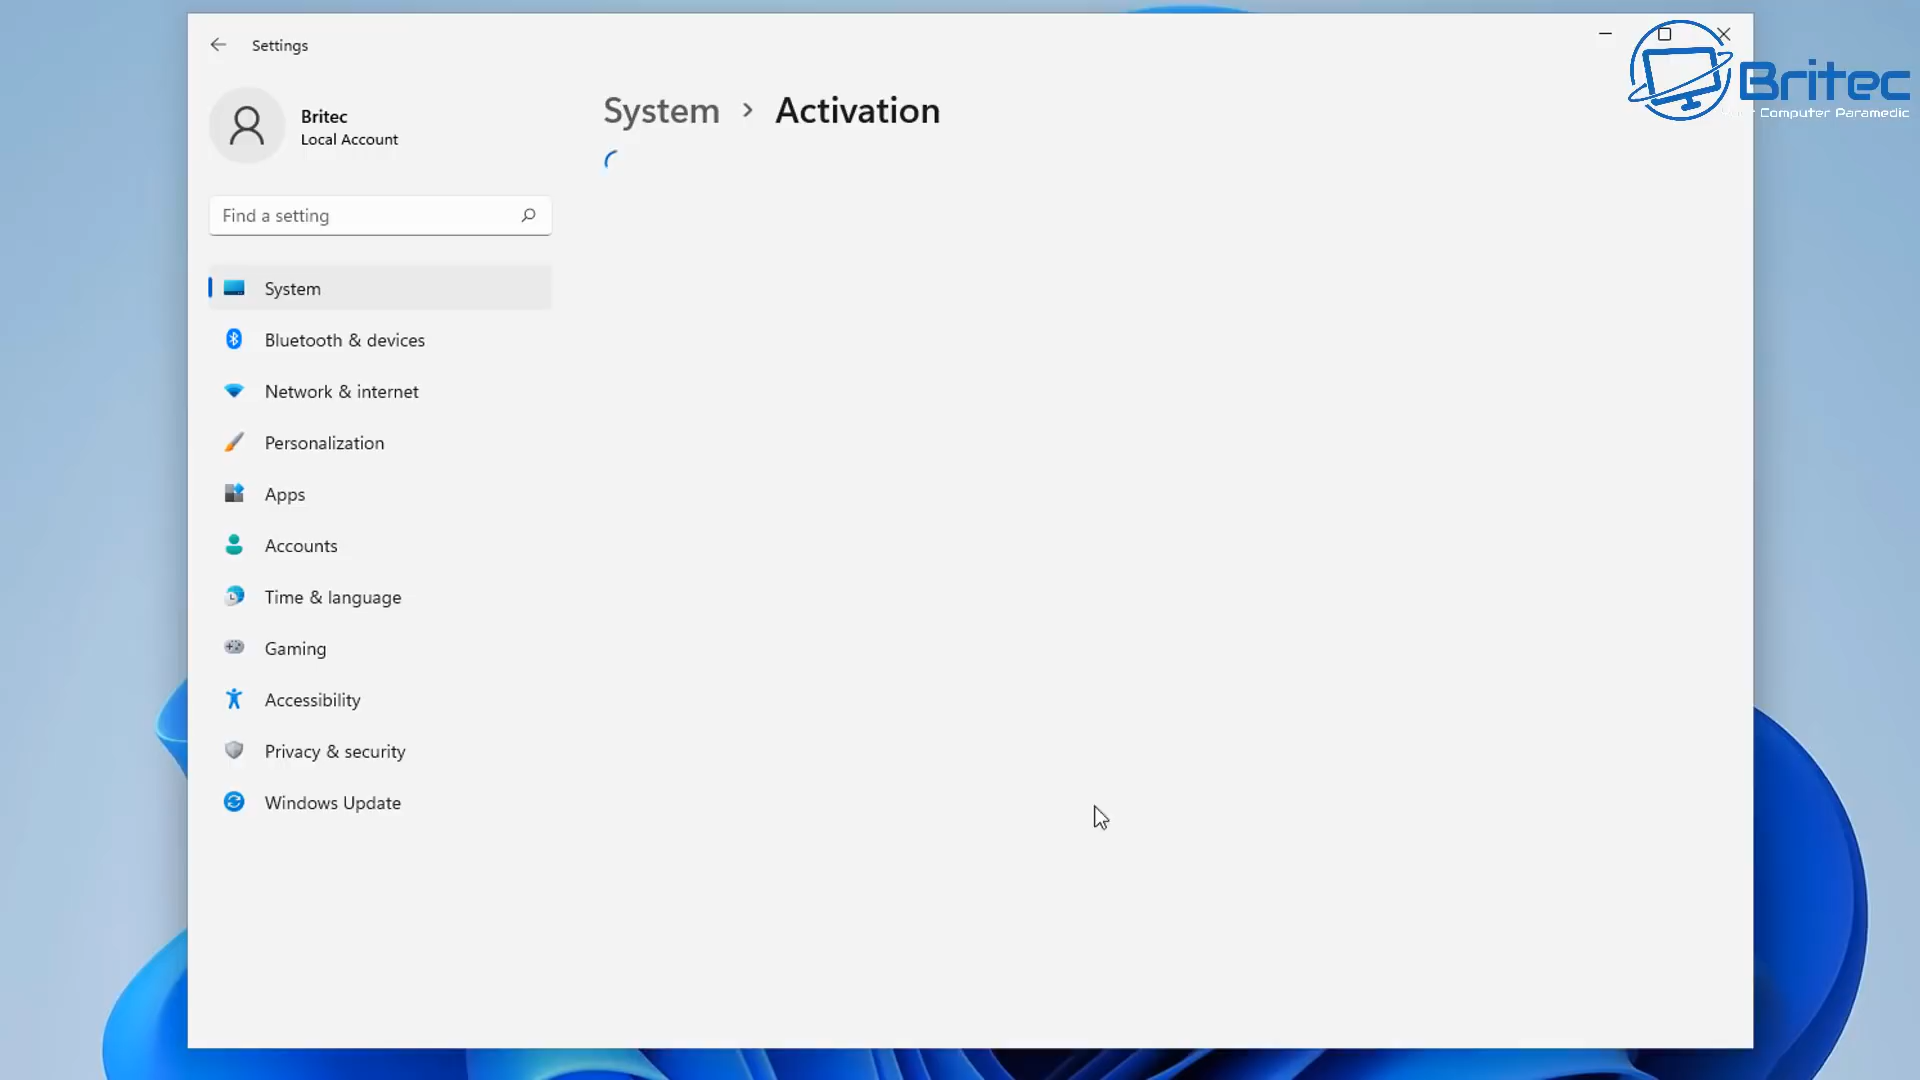 Settings
Britec
Local Account
Find a setting
System
Bluetooth & devices
Network & internet
Personalization
Apps
Accounts
Time & language
Gaming
Accessibility
Privacy & security
Windows Update
System > Activation
Britec
Computer Paramedic